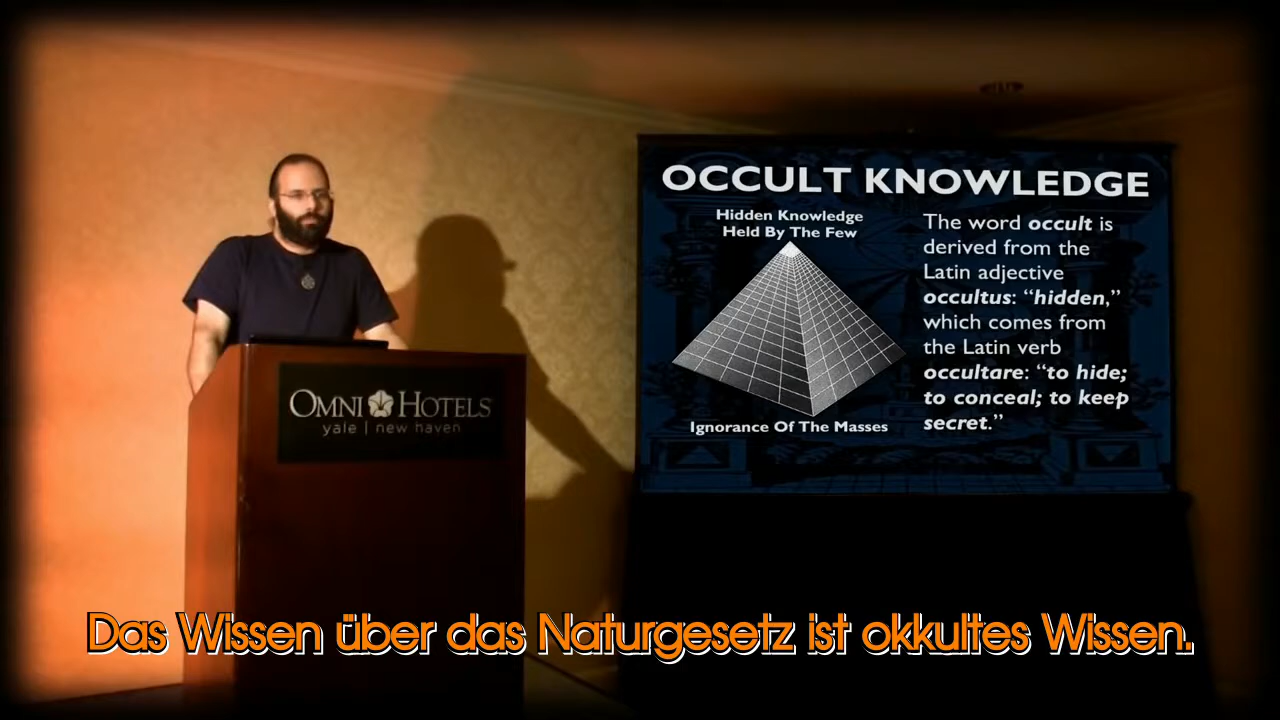 OCCULT KNOWLEDGE
Hidden Knowledge
Held By The Few
The word occult is
derived from the
Latin adjective
occultus: “hidden,”
which comes from
the Latin verb
occultare: “to hide;
to conceal; to keep
secret.”
Ignorance Of The Masses
OMNI HOTELS
yale | new haven
Das Wissen über das Naturgesetz ist okkultes Wissen.